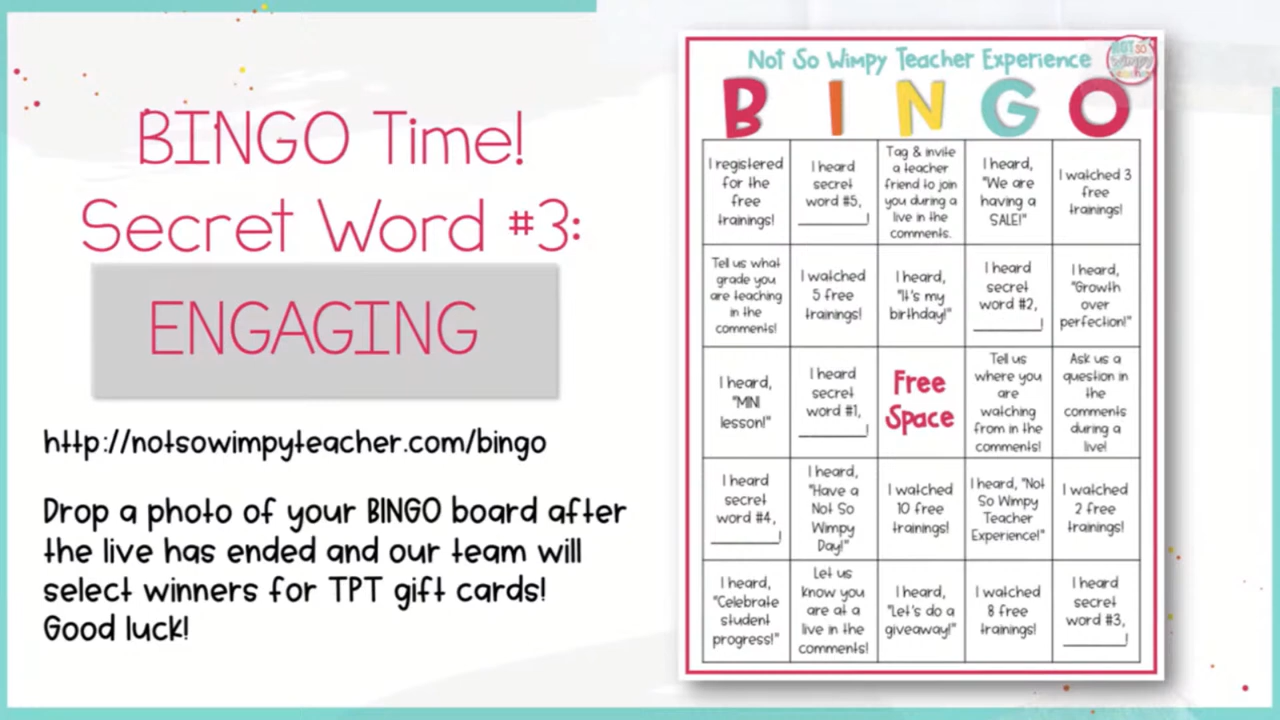 BINGO Time!
Secret Word #3:
ENGAGING
http://notsowimpyteacher.com/bingo
Drop a photo of your BINGO board after
the live has ended and our team will
select winners for TPT gift cards!
Good luck!
Not So Wimpy Teacher Experience
NOT SO
wimpy
teacher
B I N G O
I registered
for the
free
trainings!
I heard
secret
word #5,
________!
Tag & invite
a teacher
friend to join
you during a
live in the
comments.
I heard,
"We are
having a
SALE!"
I watched 3
free
trainings!
Tell us what
grade you
are teaching
in the
comments!
I watched
5 free
trainings!
I heard,
"It's my
birthday!"
I heard
secret
word #2,
________!
I heard,
"Growth
over
perfection!"
I heard,
"MINI
lesson!"
I heard
secret
word #1,
________!
Free
Space
Tell us
where you
are
watching
from in the
comments!
Ask us a
question in
the
comments
during a
live!
I heard
secret
word #4,
________!
I heard,
"Have a
Not So
Wimpy
Day!"
I watched
10 free
trainings!
I heard, "Not
So Wimpy
Teacher
Experience!"
I watched
2 free
trainings!
I heard,
"Celebrate
student
progress!"
Let us
know you
are at a
live in the
comments!
I heard,
"Let's do a
giveaway!"
I watched
8 free
trainings!
I heard
secret
word #3,
________!